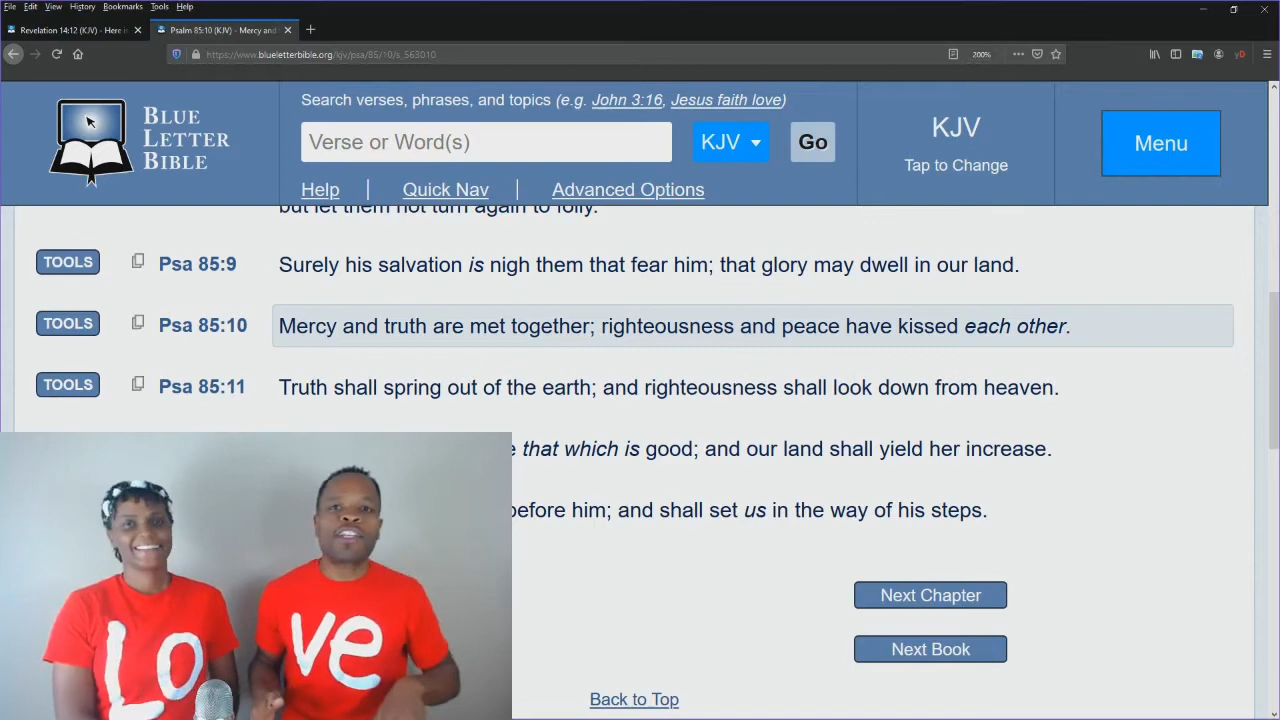 File Edit View History Bookmarks Tools Help
Revelation 14:12 (KJV) - Here is
Psalm 85:10 (KJV) - Mercy and
https://www.blueletterbible.org/kjv/psa/85/10/s_563010
200%
BLUE
LETTER
BIBLE
Search verses, phrases, and topics (e.g. John 3:16, Jesus faith love)
Verse or Word(s)
KJV
Go
Help | Quick Nav | Advanced Options
KJV
Tap to Change
Menu
but let them not turn again to folly.
TOOLS Psa 85:9 Surely his salvation is nigh them that fear him; that glory may dwell in our land.
TOOLS Psa 85:10 Mercy and truth are met together; righteousness and peace have kissed each other.
TOOLS Psa 85:11 Truth shall spring out of the earth; and righteousness shall look down from heaven.
that which is good; and our land shall yield her increase.
before him; and shall set us in the way of his steps.
Next Chapter
Next Book
Back to Top
Lo
ve